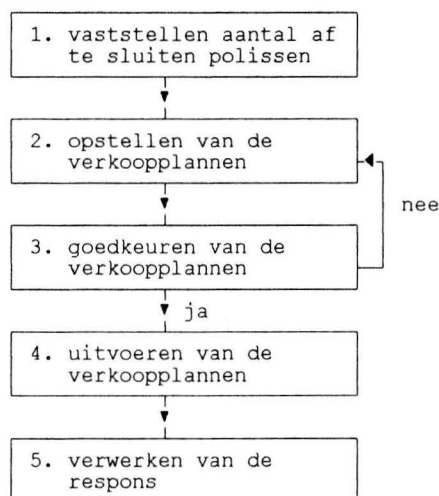 1. vaststellen aantal af
te sluiten polissen
2. opstellen van de
verkoopplannen
nee
3. goedkeuren van de
verkoopplannen
ja
4. uitvoeren van de
verkoopplannen
5. verwerken van de
respons